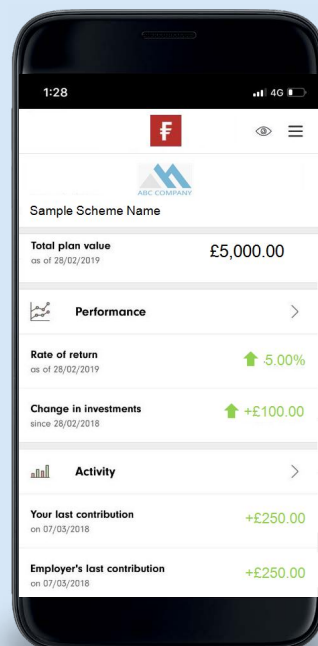 1:28
4G
ABC COMPANY
Sample Scheme Name
Total plan value
£5,000.00
as of 28/02/2019
Performance
Rate of return
5.00%
as of 28/02/2019
Change in investments
+£100.00
since 28/02/2018
Activity
Your last contribution
+£250.00
on 07/03/2018
Employer's last contribution
+£250.00
on 07/03/2018